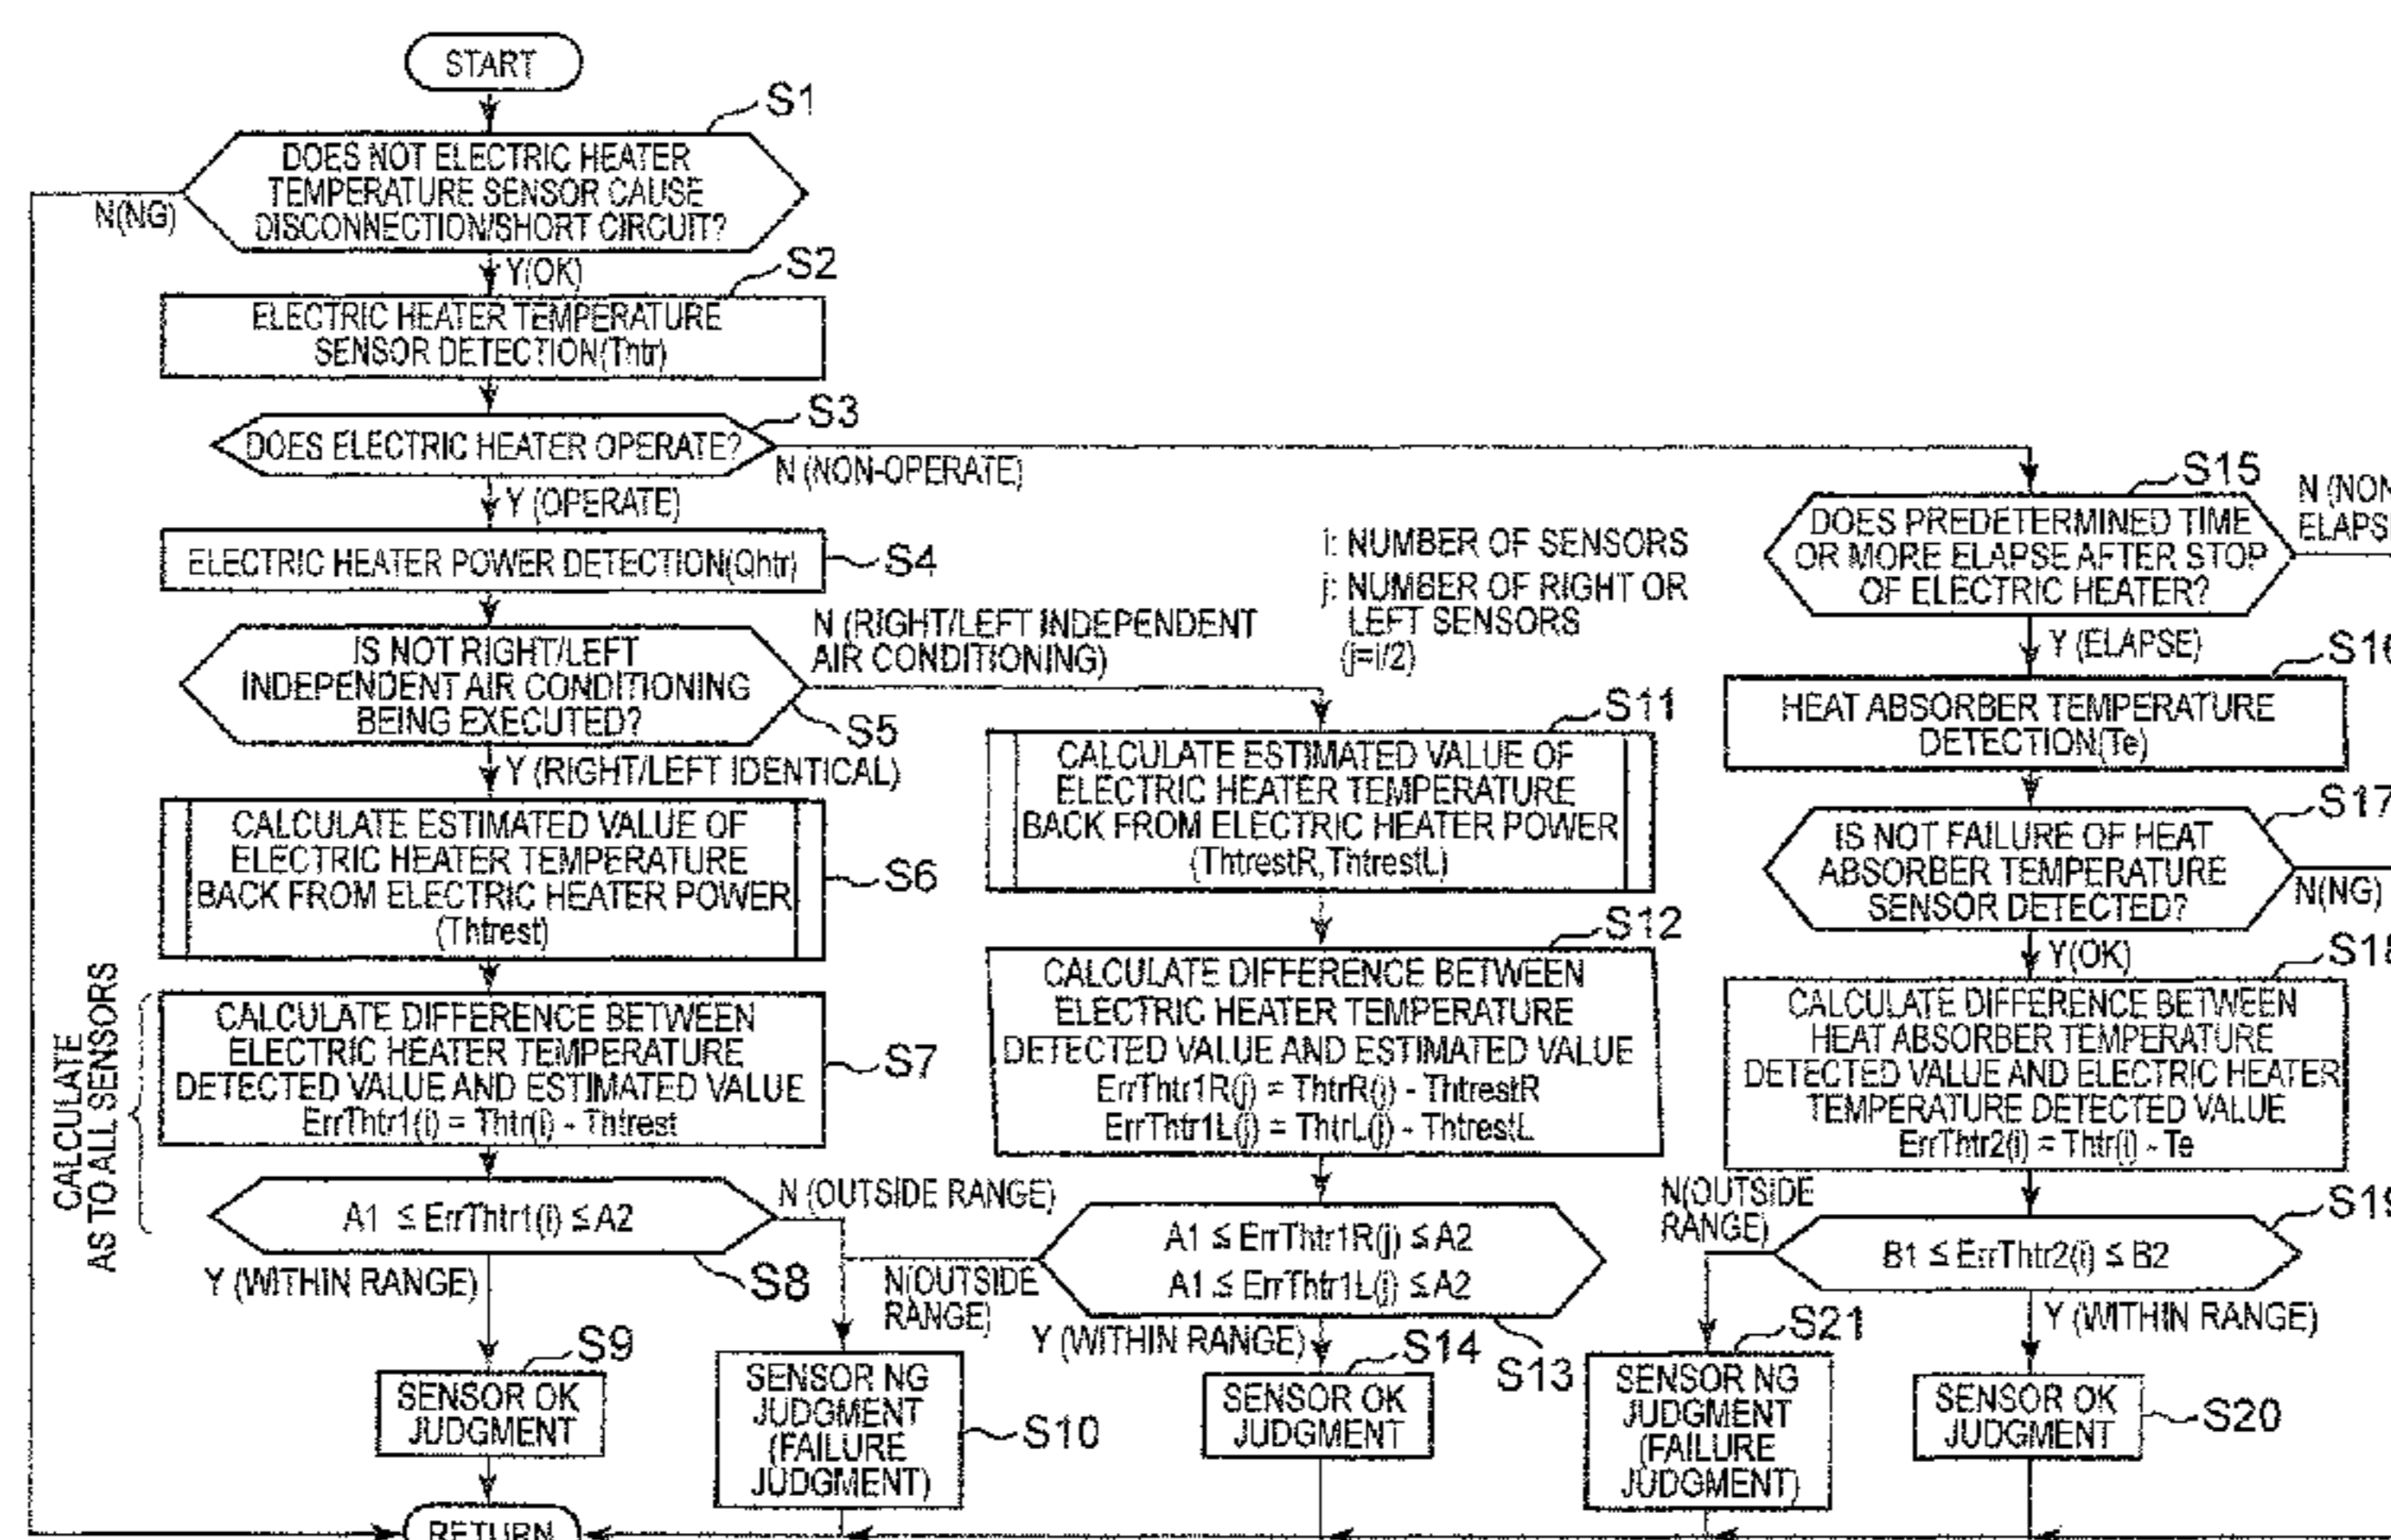 START
S1
DOES NOT ELECTRIC HEATER
TEMPERATURE SENSOR CAUSE
DISCONNECTION/SHORT CIRCUIT?
N(NG)
Y(OK)
S2
ELECTRIC HEATER TEMPERATURE
SENSOR DETECTION(Thtr)
S3
DOES ELECTRIC HEATER OPERATE?
N (NON-OPERATE)
Y (OPERATE)
ELECTRIC HEATER POWER DETECTION(Qhtr)
S4
IS NOT RIGHT/LEFT
INDEPENDENT AIR CONDITIONING
BEING EXECUTED?
S5
N (RIGHT/LEFT INDEPENDENT
AIR CONDITIONING)
Y (RIGHT/LEFT IDENTICAL)
CALCULATE ESTIMATED VALUE OF
ELECTRIC HEATER TEMPERATURE
BACK FROM ELECTRIC HEATER POWER
(Thtrest)
S6
CALCULATE
AS TO ALL SENSORS
CALCULATE DIFFERENCE BETWEEN
ELECTRIC HEATER TEMPERATURE
DETECTED VALUE AND ESTIMATED VALUE
ErrThtr1(i) = Thtr(i) - Thtrest
S7
A1 ≦ ErrThtr1(i) ≦ A2
S8
N (OUTSIDE RANGE)
Y (WITHIN RANGE)
S9
SENSOR OK
JUDGMENT
SENSOR NG
JUDGMENT
(FAILURE
JUDGMENT)
S10
RETURN
i: NUMBER OF SENSORS
j: NUMBER OF RIGHT OR
LEFT SENSORS
(j=i/2)
S11
CALCULATE ESTIMATED VALUE OF
ELECTRIC HEATER TEMPERATURE
BACK FROM ELECTRIC HEATER POWER
(ThtrestR,ThtrestL)
S12
CALCULATE DIFFERENCE BETWEEN
ELECTRIC HEATER TEMPERATURE
DETECTED VALUE AND ESTIMATED VALUE
ErrThtr1R(j) = ThtrR(j) - ThtrestR
ErrThtr1L(j) = ThtrL(j) - ThtrestL
A1 ≦ ErrThtr1R(j) ≦ A2
A1 ≦ ErrThtr1L(j) ≦ A2
S13
N(OUTSIDE
RANGE)
Y (WITHIN RANGE)
S14
SENSOR OK
JUDGMENT
S15
DOES PREDETERMINED TIME
OR MORE ELAPSE AFTER STOP
OF ELECTRIC HEATER?
N (NON
ELAPS
Y (ELAPSE)
S16
HEAT ABSORBER TEMPERATURE
DETECTION(Te)
S17
IS NOT FAILURE OF HEAT
ABSORBER TEMPERATURE
SENSOR DETECTED?
N(NG)
Y(OK)
S18
CALCULATE DIFFERENCE BETWEEN
HEAT ABSORBER TEMPERATURE
DETECTED VALUE AND ELECTRIC HEATER
TEMPERATURE DETECTED VALUE
ErrThtr2(i) = Thtr(i) - Te
S19
B1 ≦ ErrThtr2(i) ≦ B2
N(OUTSIDE
RANGE)
Y (WITHIN RANGE)
S21
SENSOR NG
JUDGMENT
(FAILURE
JUDGMENT)
SENSOR OK
JUDGMENT
S20